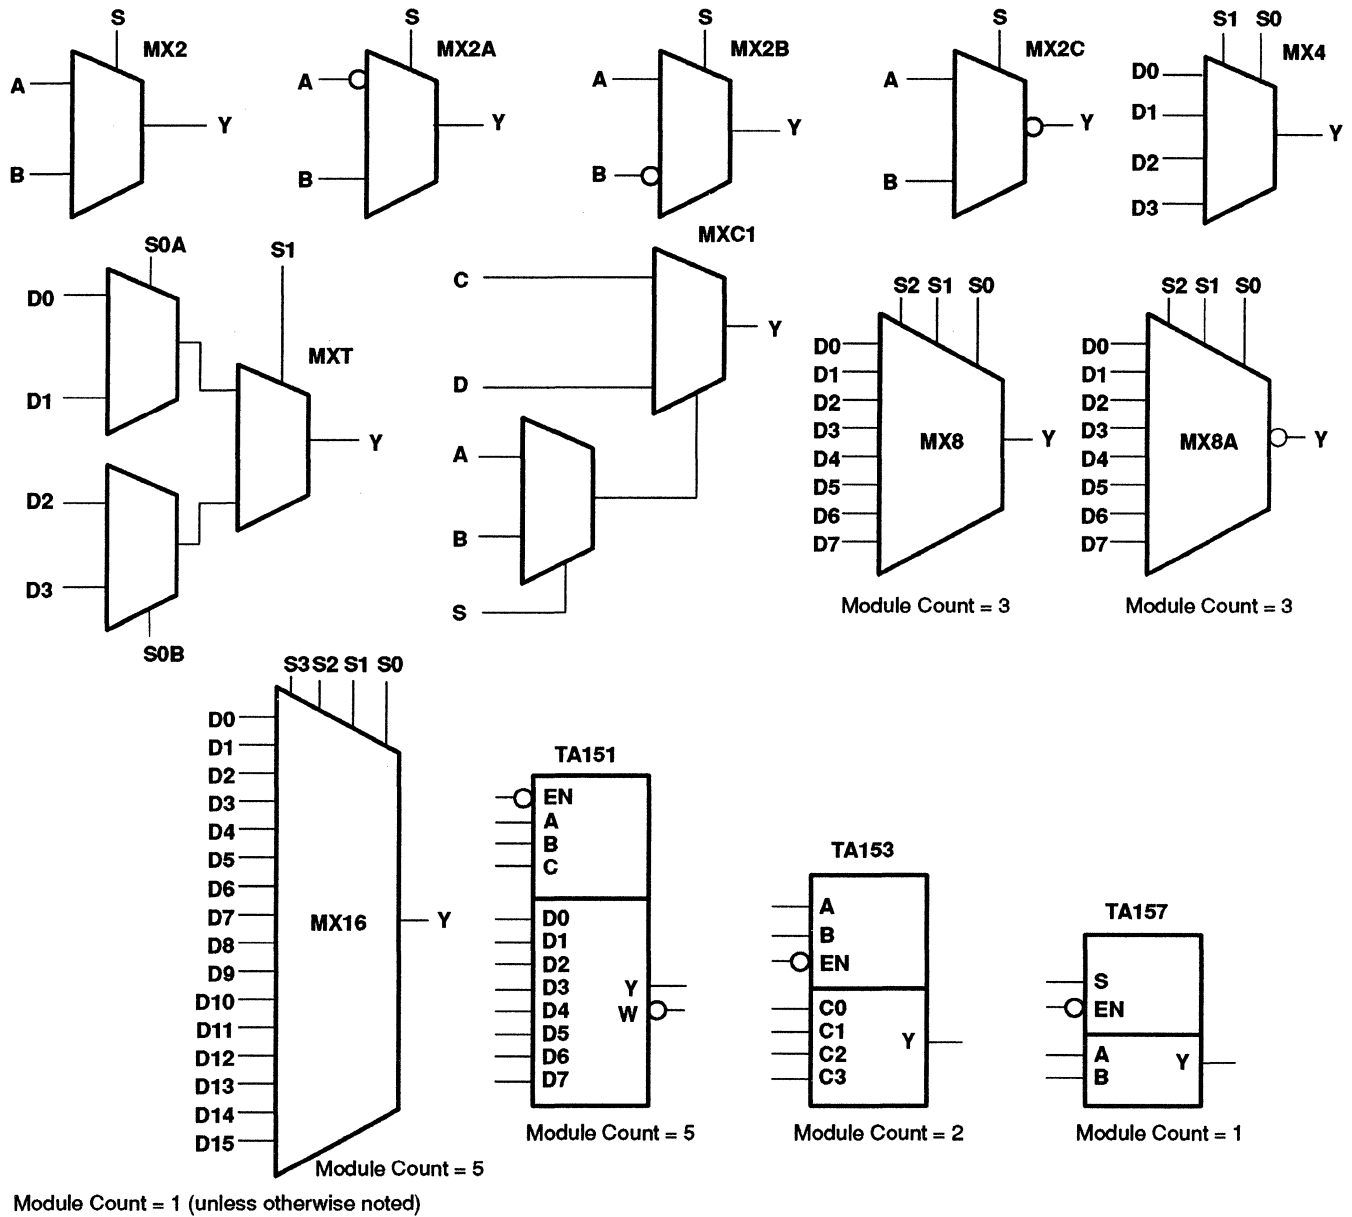 S
MX2
A
B
Y
S
MX2A
A
B
Y
S
MX2B
A
B
Y
S
MX2C
A
B
Y
S1 S0
MX4
D0
D1
D2
D3
Y
S0A
S1
D0
D1
MXT
Y
D2
D3
S0B
MXC1
C
D
Y
A
B
S
S2 S1 S0
D0
D1
D2
D3
D4
D5
D6
D7
MX8
Y
Module Count = 3
S2 S1 S0
D0
D1
D2
D3
D4
D5
D6
D7
MX8A
Y
Module Count = 3
S3 S2 S1 S0
D0
D1
D2
D3
D4
D5
D6
D7
D8
D9
D10
D11
D12
D13
D14
D15
MX16
Y
Module Count = 5
TA151
EN
A
B
C
D0
D1
D2
D3
D4
D5
D6
D7
Y
W
Module Count = 5
TA153
A
B
EN
C0
C1
C2
C3
Y
Module Count = 2
TA157
S
EN
A
B
Y
Module Count = 1
Module Count = 1 (unless otherwise noted)